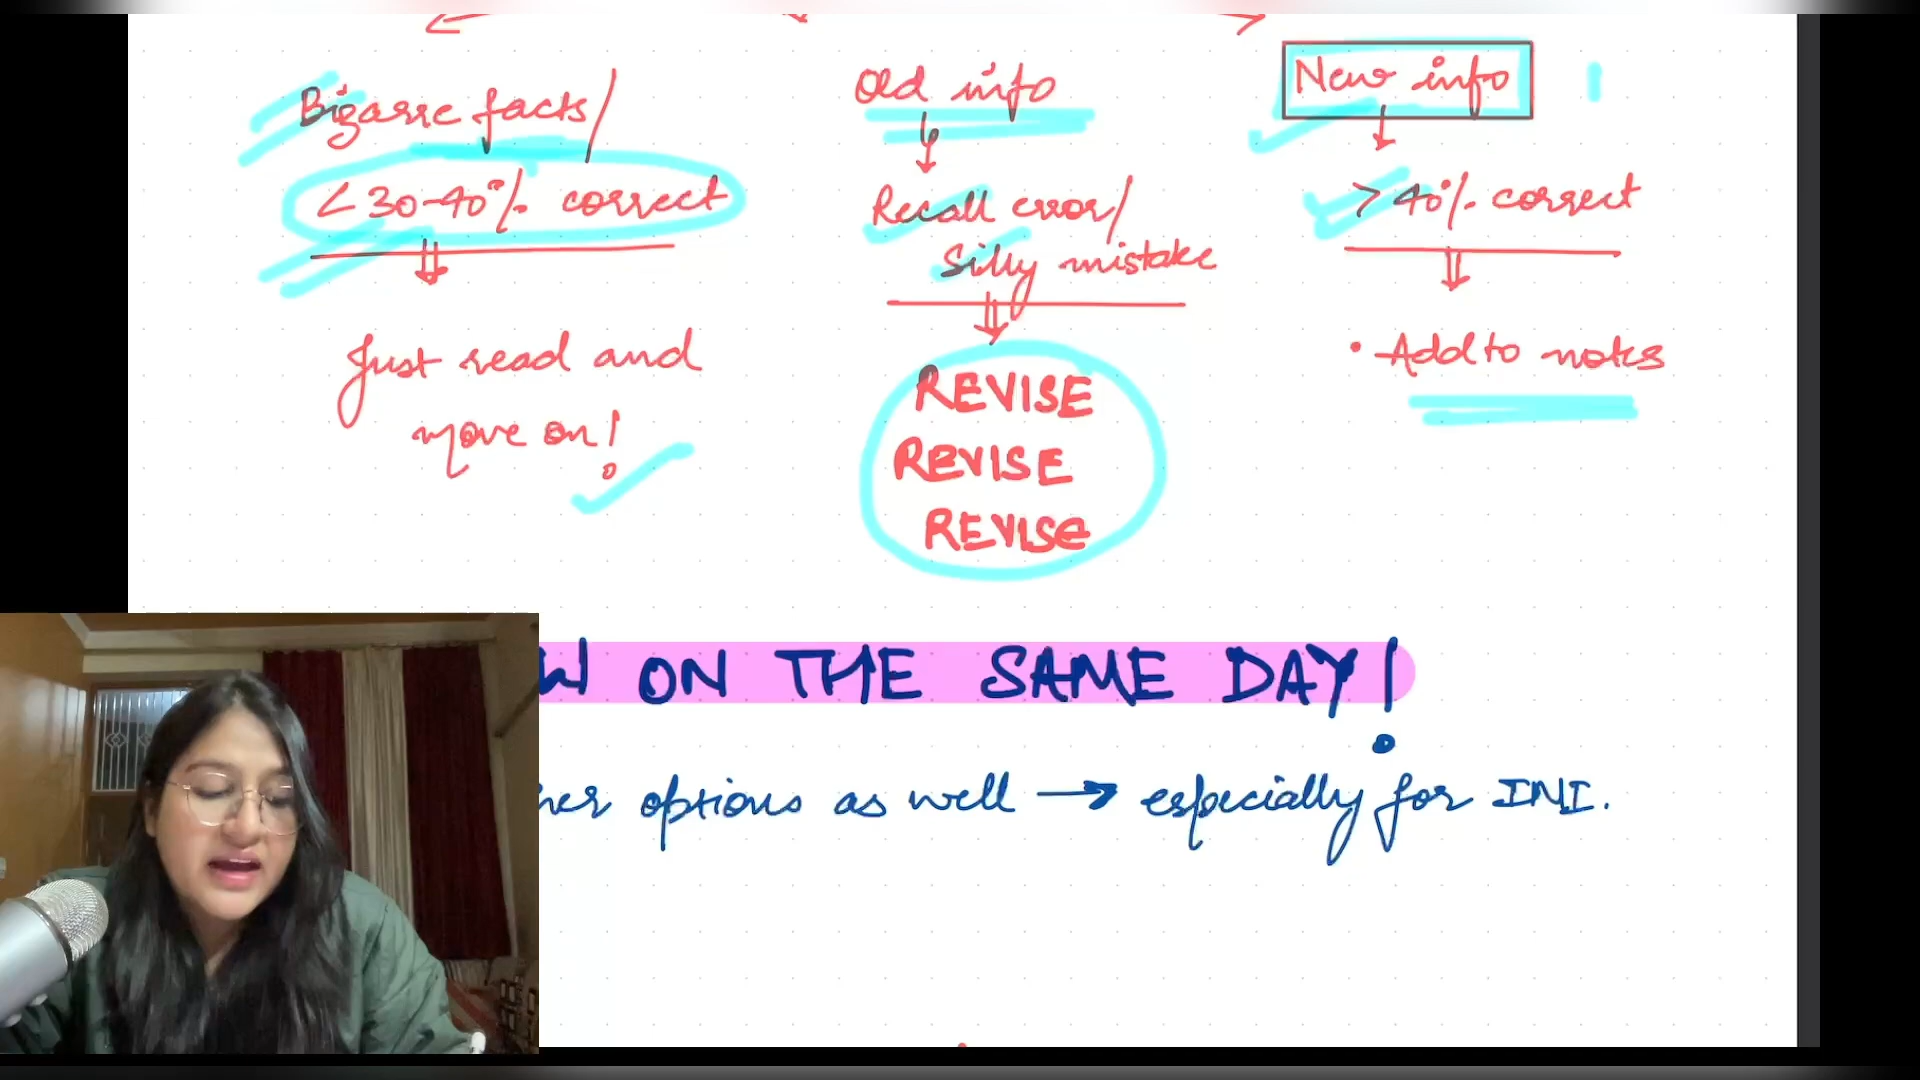 Bizarre facts/
<30-40% correct
Just read and
move on!
Old info
Recall error/
Silly mistake
REVISE
REVISE
REVISE
New info
>40% correct
• Add to notes
ON THE SAME DAY!
options as well → especially for INI.